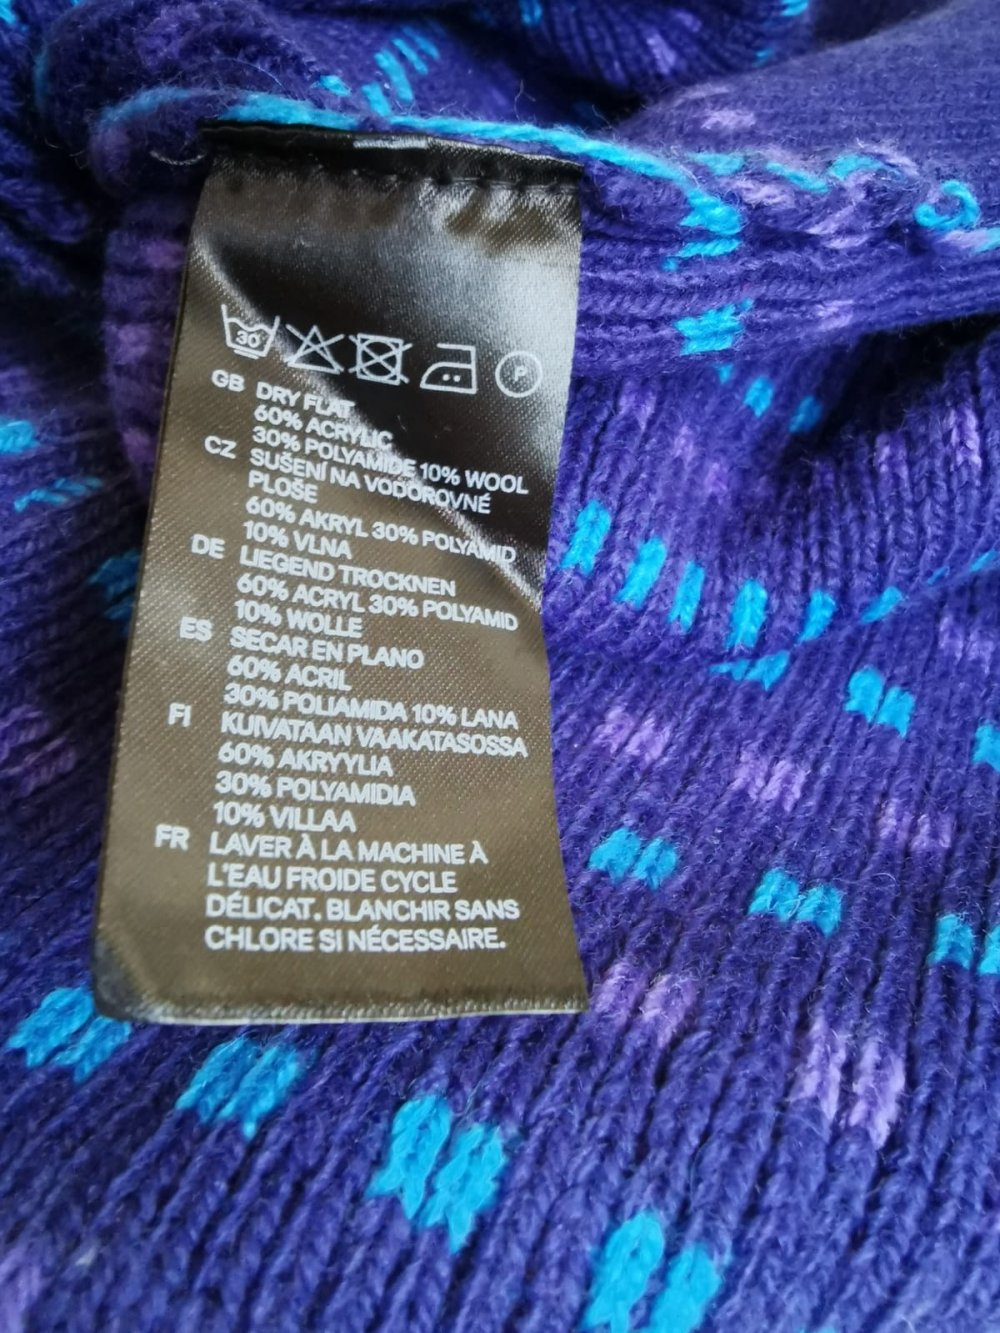 30
P
GB DRY FLAT
60% ACRYLIC
30% POLYAMIDE 10% WOOL
CZ SUŠENÍ NA VODOROVNÉ
PLOŠE
60% AKRYL 30% POLYAMID
10% VLNA
DE LIEGEND TROCKNEN
60% ACRYL 30% POLYAMID
10% WOLLE
ES SECAR EN PLANO
60% ACRIL
30% POLIAMIDA 10% LANA
FI KUIVATAAN VAAKATASOSSA
60% AKRYYLIA
30% POLYAMIDIA
10% VILLAA
FR LAVER À LA MACHINE À
L'EAU FROIDE CYCLE
DÉLICAT. BLANCHIR SANS
CHLORE SI NÉCESSAIRE.